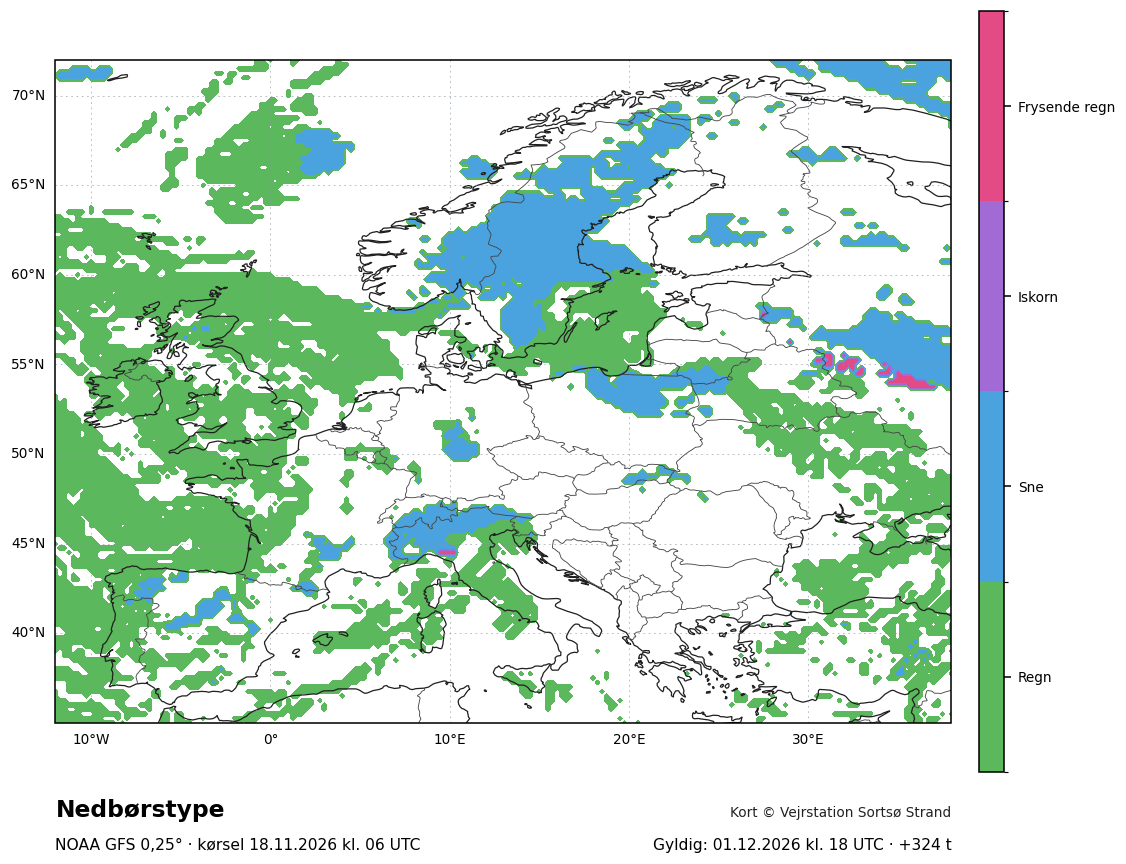 70°N
65°N
60°N
55°N
50°N
45°N
40°N
10°W
0°
10°E
20°E
30°E
Frysende regn
Iskorn
Sne
Regn
Nedbørstype
Kort © Vejrstation Sortsø Strand
NOAA GFS 0,25° · kørsel 18.11.2026 kl. 06 UTC
Gyldig: 01.12.2026 kl. 18 UTC · +324 t